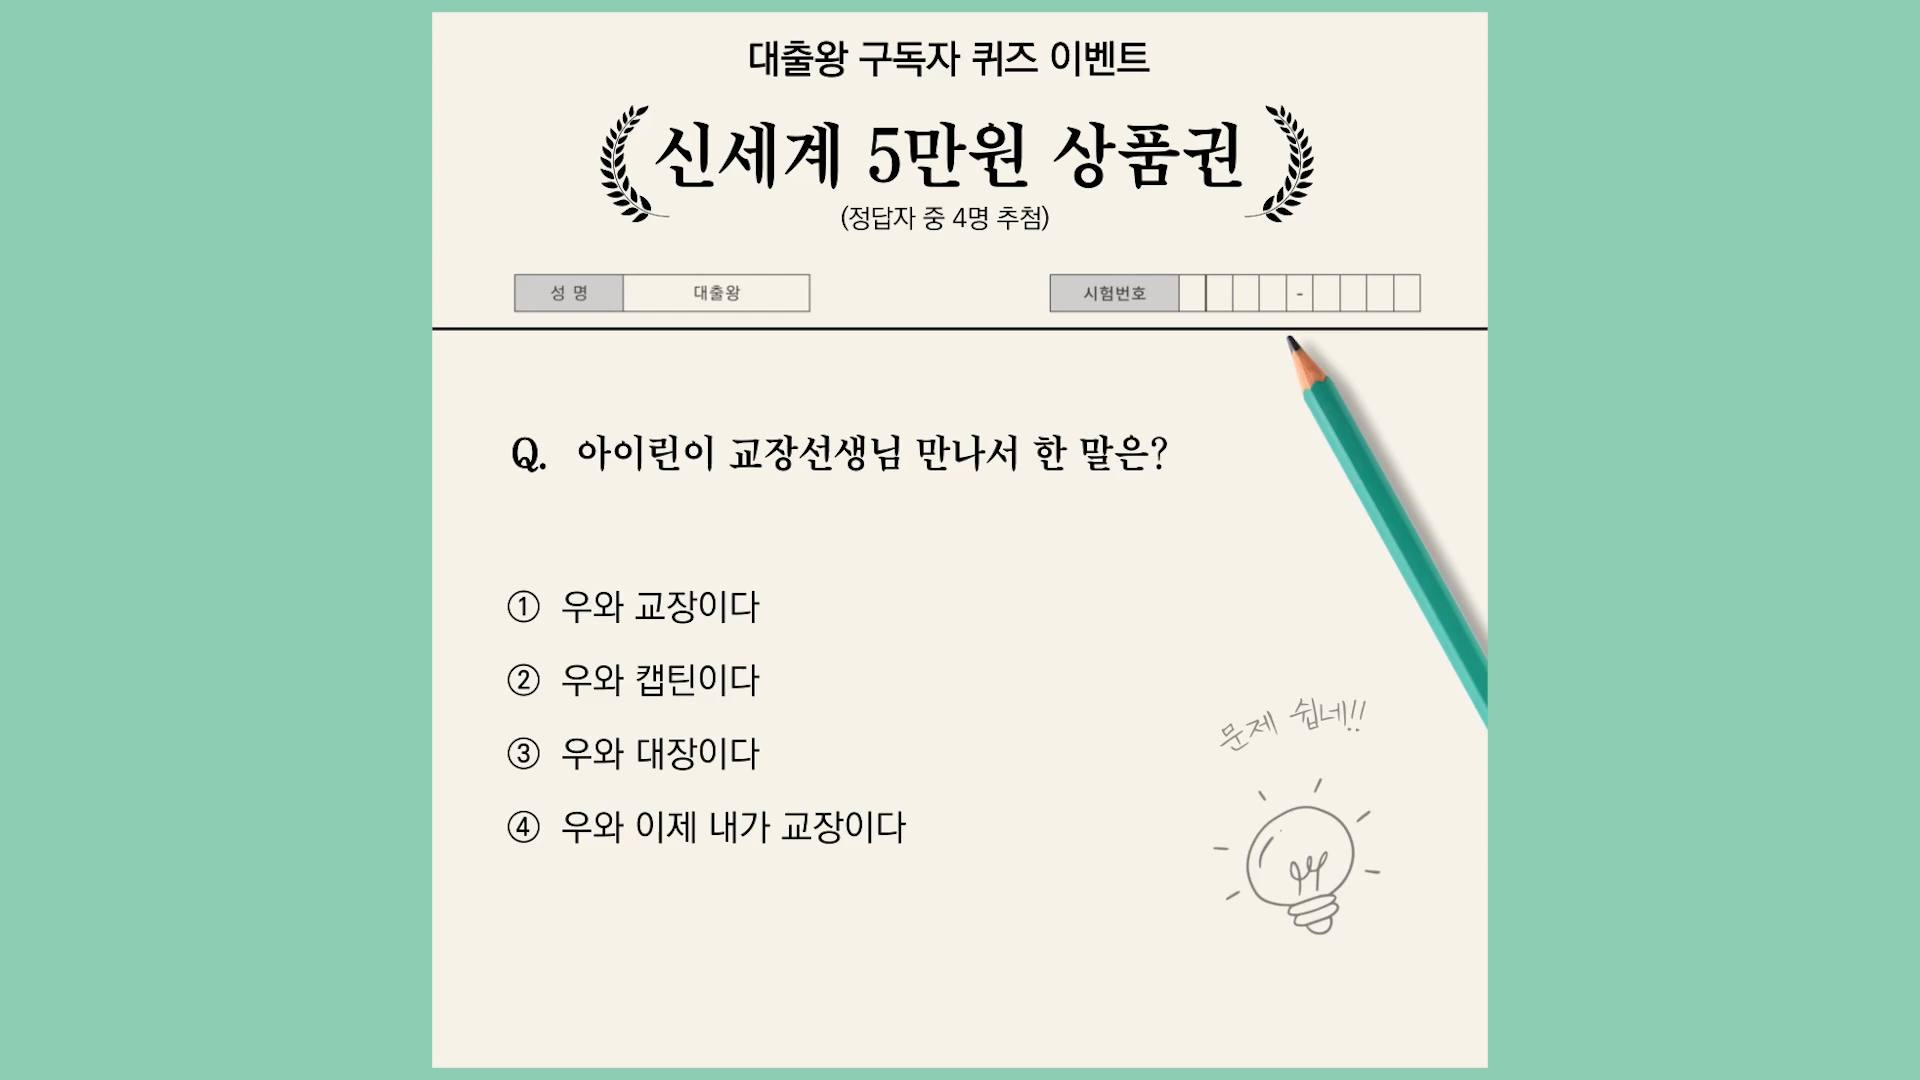 대출왕 구독자 퀴즈 이벤트
신세계 5만원 상품권
(정답자 중 4명 추첨)
성 명 대출왕 시험번호 -
Q. 아이린이 교장선생님 만나서 한 말은?
① 우와 교장이다
② 우와 캡틴이다
③ 우와 대장이다
④ 우와 이제 내가 교장이다
문제 쉽네!!